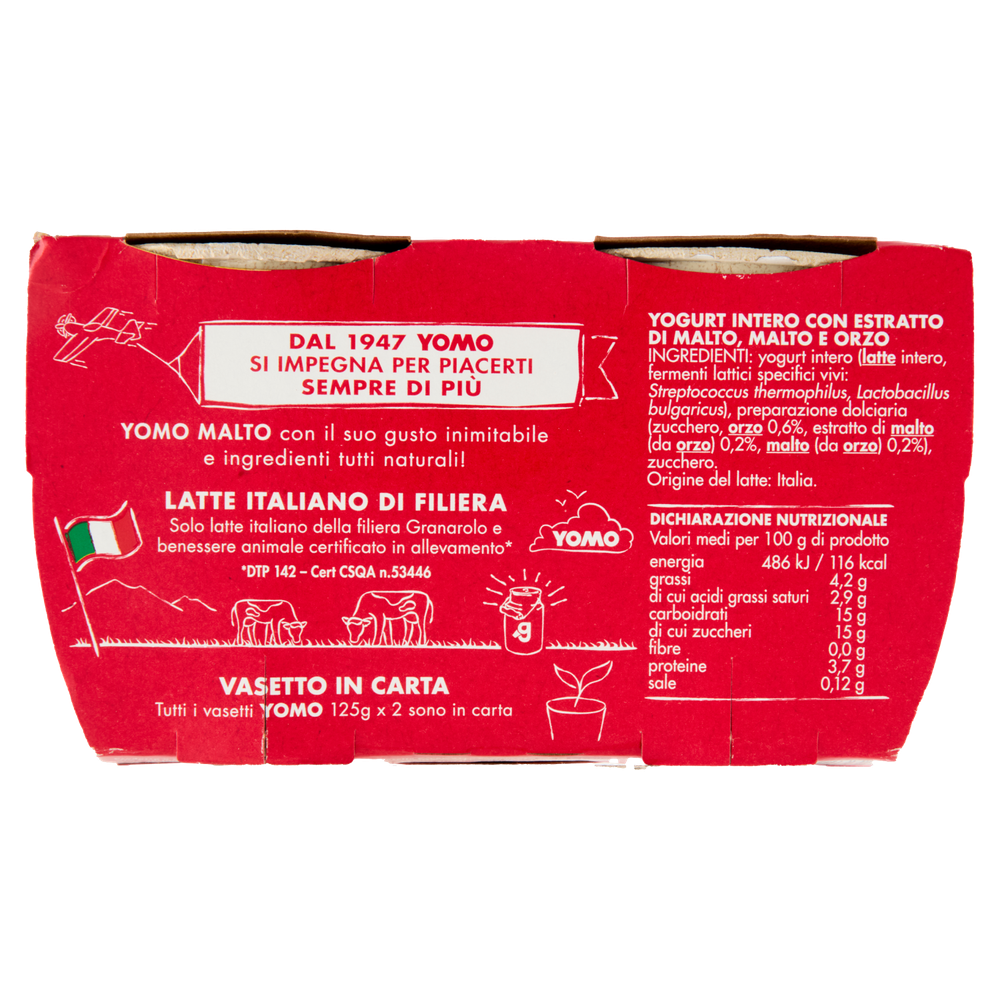 DAL 1947 YOMO
SI IMPEGNA PER PIACERTI
SEMPRE DI PIÙ
YOMO MALTO con il suo gusto inimitabile
e ingredienti tutti naturali!
LATTE ITALIANO DI FILIERA
Solo latte italiano della filiera Granarolo e
benessere animale certificato in allevamento*
*DTP 142 – Cert CSQA n.53446
YOMO
.g
VASETTO IN CARTA
Tutti i vasetti YOMO 125g x 2 sono in carta
YOGURT INTERO CON ESTRATTO
DI MALTO, MALTO E ORZO
INGREDIENTI: yogurt intero (latte intero,
fermenti lattici specifici vivi:
Streptococcus thermophilus, Lactobacillus
bulgaricus), preparazione dolciaria
(zucchero, orzo 0,6%, estratto di malto
(da orzo) 0,2%, malto (da orzo) 0,2%),
zucchero.
Origine del latte: Italia.
DICHIARAZIONE NUTRIZIONALE
Valori medi per 100 g di prodotto
energia 486 kJ / 116 kcal
grassi 4,2 g
di cui acidi grassi saturi 2,9 g
carboidrati 15 g
di cui zuccheri 15 g
fibre 0,0 g
proteine 3,7 g
sale 0,12 g